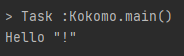 > Task :Kokomo.main()
Hello "!"